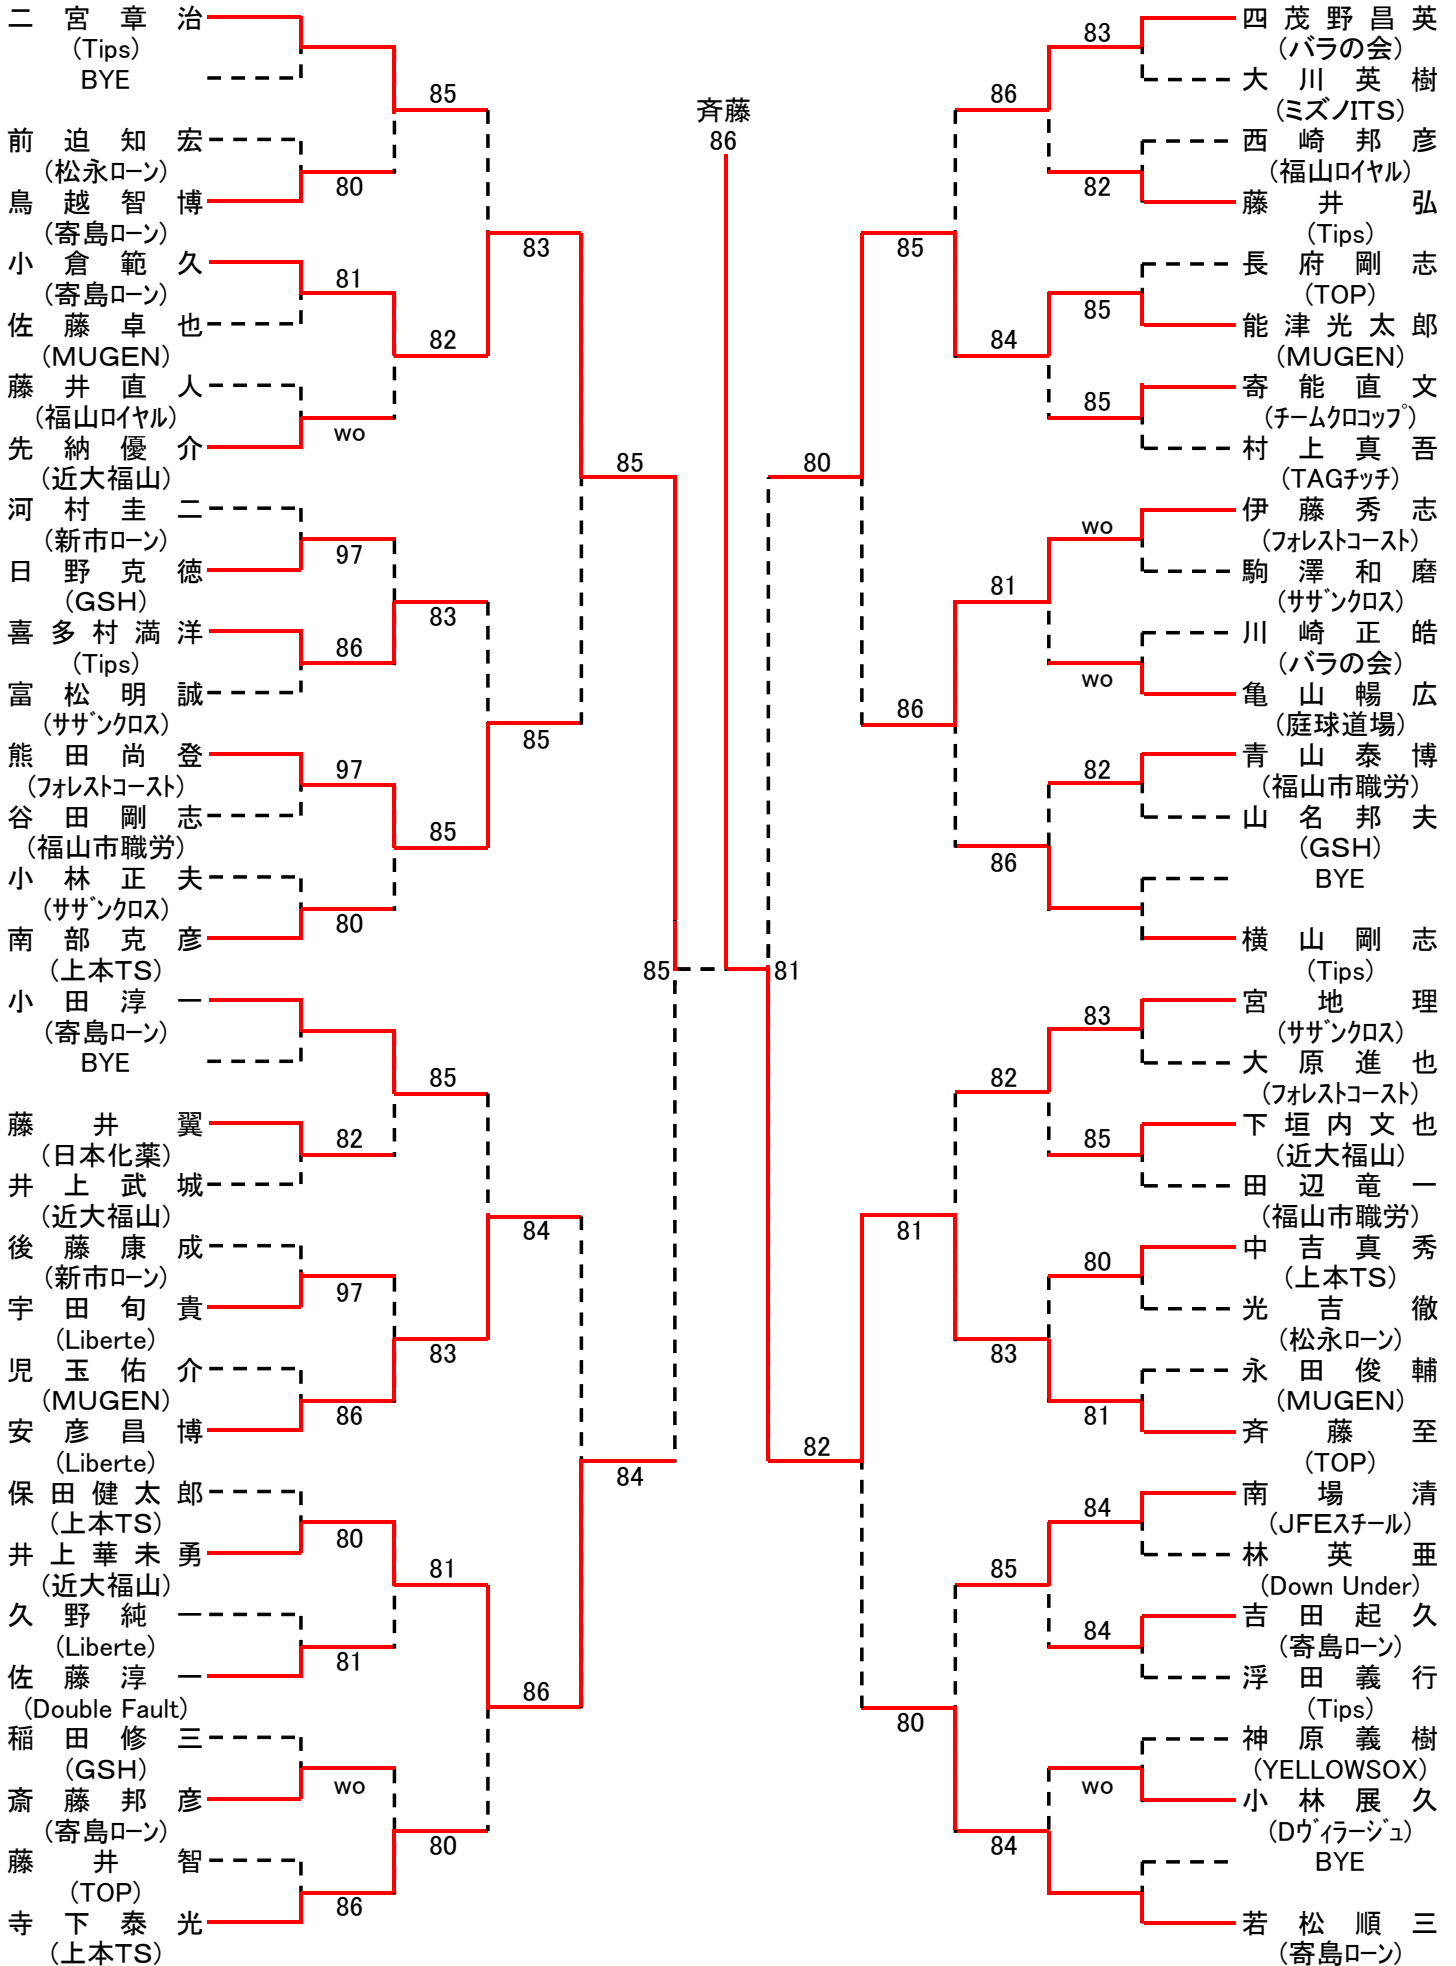 二宮章治
(Tips)
BYE
85
前迫知宏
(松永ローン)
80
鳥越智博
(寄島ローン)
83
小倉範久
81
(寄島ローン)
佐藤卓也
82
(MUGEN)
藤井直人
(福山ロイヤル)
wo
先納優介
(近大福山)
85
河村圭二
(新市ローン)
97
日野克徳
(GSH)
83
喜多村満洋
86
(Tips)
富松明誠
(サザンクロス)
85
熊田尚登
97
(フォレストコースト)
谷田剛志
85
(福山市職労)
小林正夫
(サザンクロス)
80
南部克彦
(上本TS)
85
小田淳一
(寄島ローン)
BYE
85
藤井翼
82
(日本化薬)
井上武城
(近大福山)
84
後藤康成
(新市ローン)
97
宇田旬貴
(Liberte)
83
児玉佑介
(MUGEN)
86
安彦昌博
(Liberte)
84
保田健太郎
(上本TS)
80
井上華未勇
81
(近大福山)
久野純一
(Liberte)
81
佐藤淳一
86
(Double Fault)
稲田修三
(GSH)
wo
斎藤邦彦
(寄島ローン)
80
藤井智
(TOP)
86
寺下泰光
(上本TS)
斉藤
86
四茂野昌英
83
(バラの会)
大川英樹
86
(ミズノITS)
西崎邦彦
(福山ロイヤル)
82
藤井弘
(Tips)
85
長府剛志
(TOP)
85
能津光太郎
84
(MUGEN)
寄能直文
85
(チームクロコップ)
村上真吾
80
(TAGチッチ)
伊藤秀志
wo
(フォレストコースト)
駒澤和磨
81
(サザンクロス)
川崎正皓
(バラの会)
wo
亀山暢広
86
(庭球道場)
青山泰博
82
(福山市職労)
山名邦夫
(GSH)
86
BYE
横山剛志
(Tips)
81
宮地理
83
(サザンクロス)
大原進也
82
(フォレストコースト)
下垣内文也
85
(近大福山)
田辺竜一
(福山市職労)
81
中吉真秀
80
(上本TS)
光吉徹
(松永ローン)
83
永田俊輔
(MUGEN)
81
斉藤至
82
(TOP)
南場清
84
(JFEスチール)
林英亜
85
(Down Under)
吉田起久
84
(寄島ローン)
浮田義行
(Tips)
80
神原義樹
(YELLOWSOX)
wo
小林展久
(Dヴィラージュ)
84
BYE
若松順三
(寄島ローン)